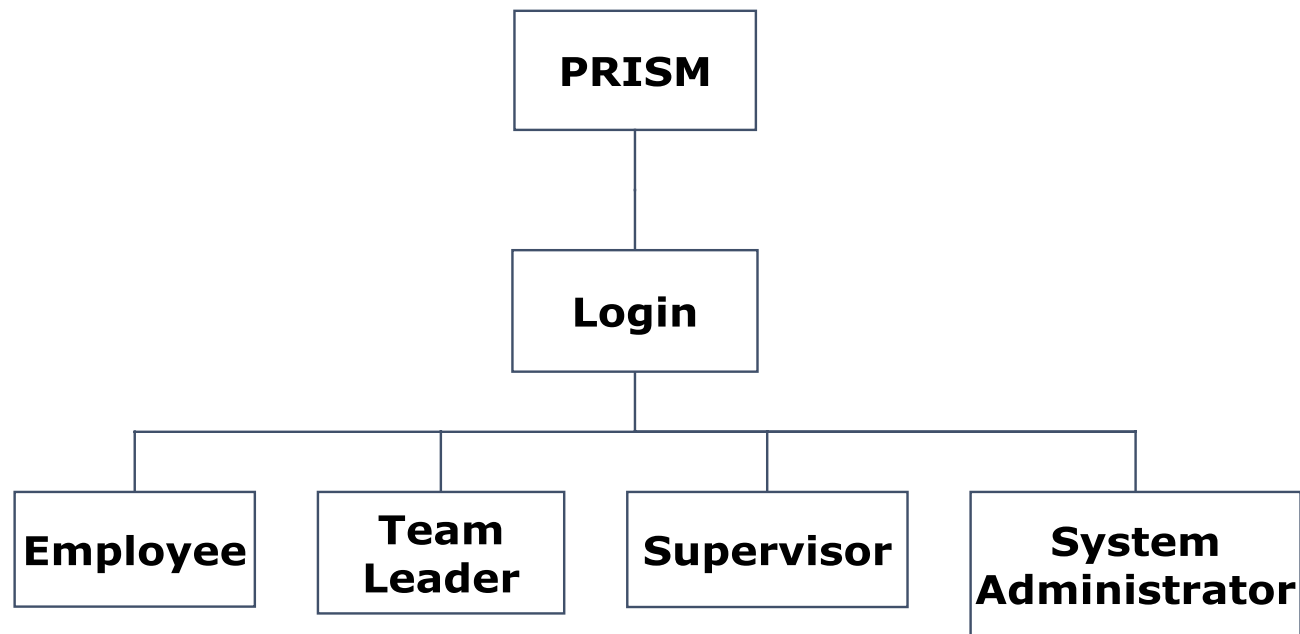 PRISM
Login
Employee
Team
Leader
Supervisor
System
Administrator